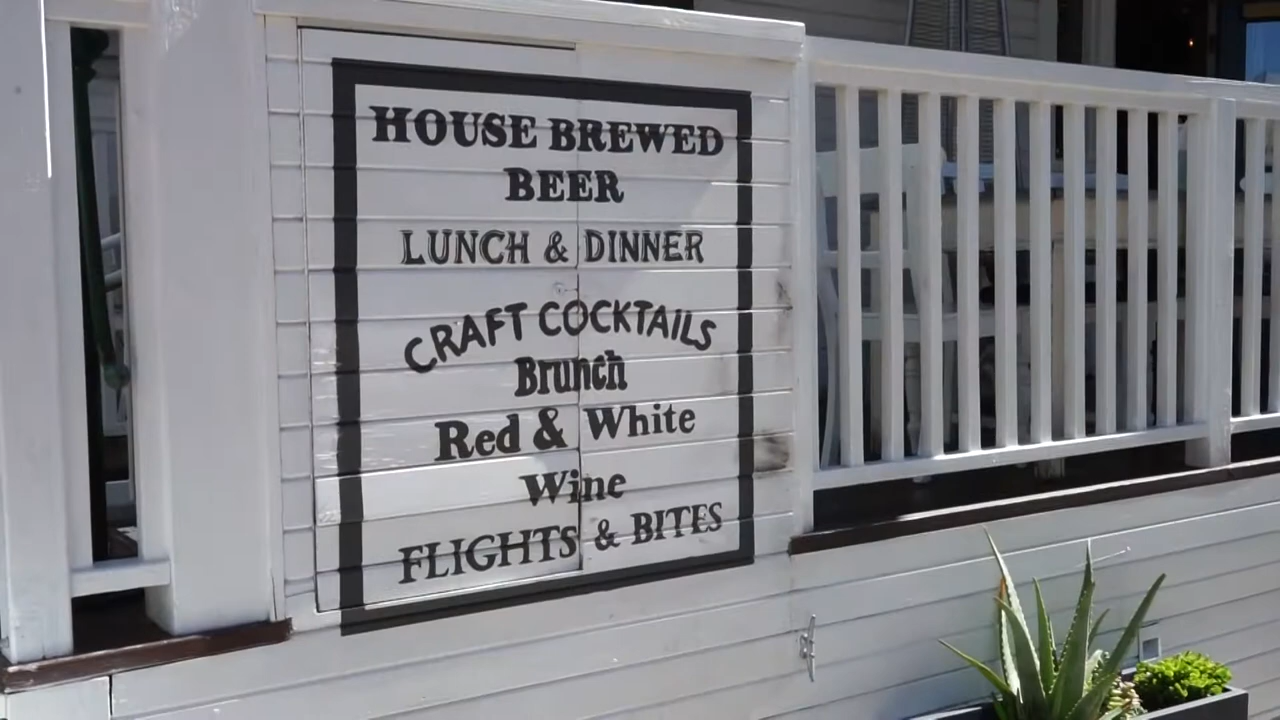 HOUSE BREWED
BEER
LUNCH & DINNER
CRAFT COCKTAILS
Brunch
Red & White
Wine
FLIGHTS & BITES